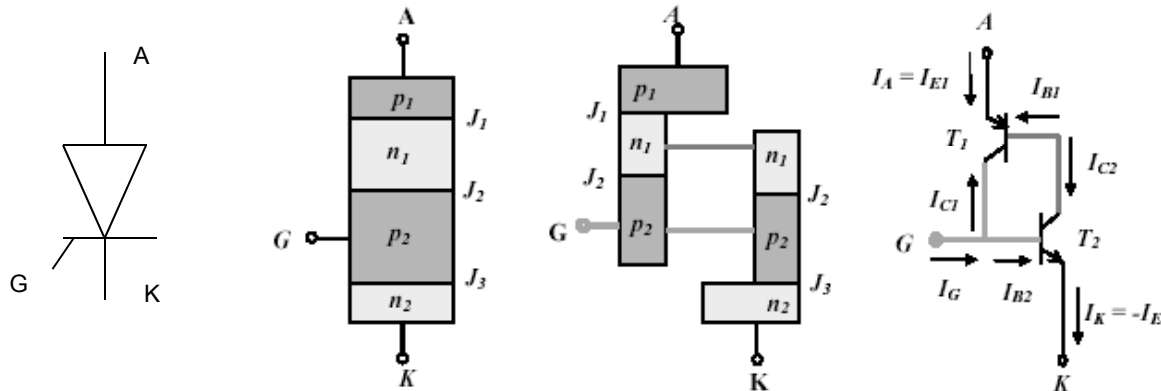 A
G
K
A
p1
J1
n1
J2
G
p2
J3
n2
K
A
p1
J1
n1
n1
J2
J2
G
p2
p2
J3
n2
K
A
IA = IE1
IB1
T1
IC2
IC1
G
T2
IG
IB2
IK = -IE
K